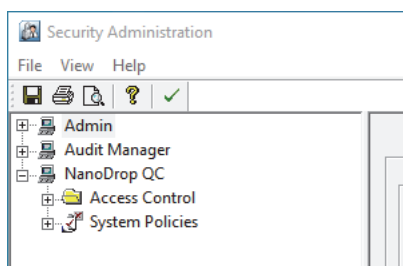 Security Administration
File View Help
Admin
Audit Manager
NanoDrop QC
Access Control
System Policies